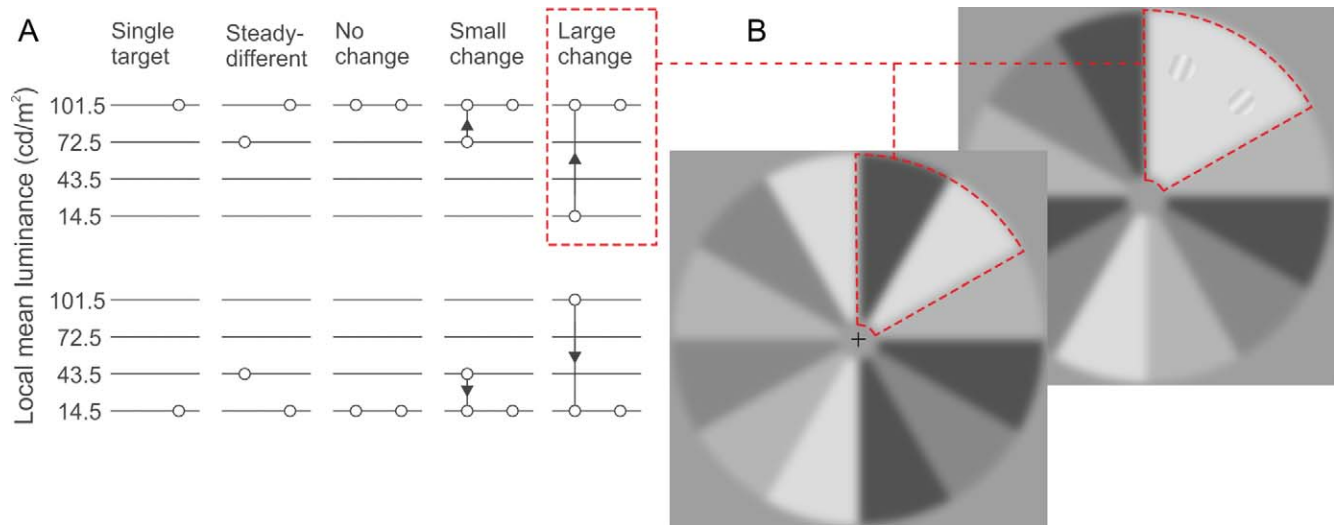 A
Single target
Steady-different
No change
Small change
Large change
B
Local mean luminance (cd/m²)
101.5
72.5
43.5
14.5
101.5
72.5
43.5
14.5